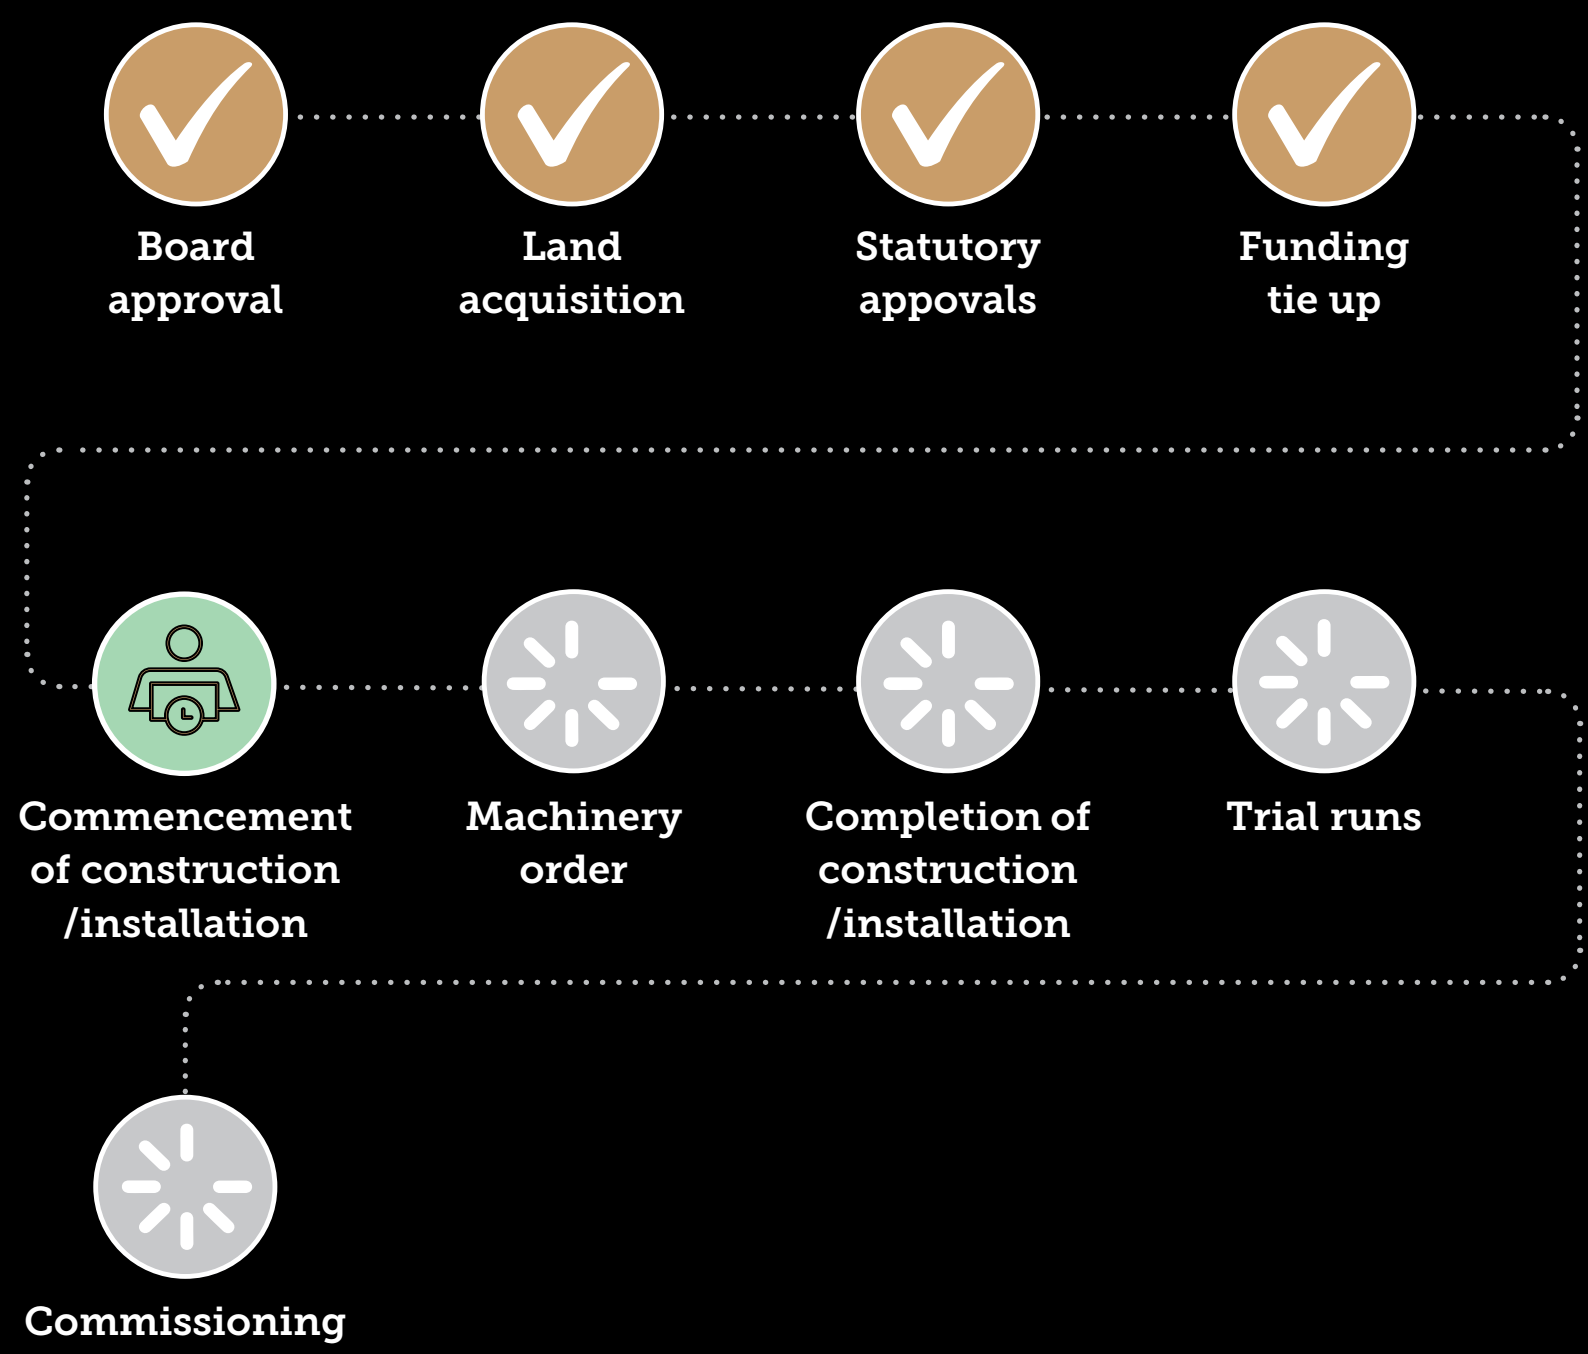 Board
approval
Land
acquisition
Statutory
appovals
Funding
tie up
Commencement
of construction
/installation
Machinery
order
Completion of
construction
/installation
Trial runs
Commissioning